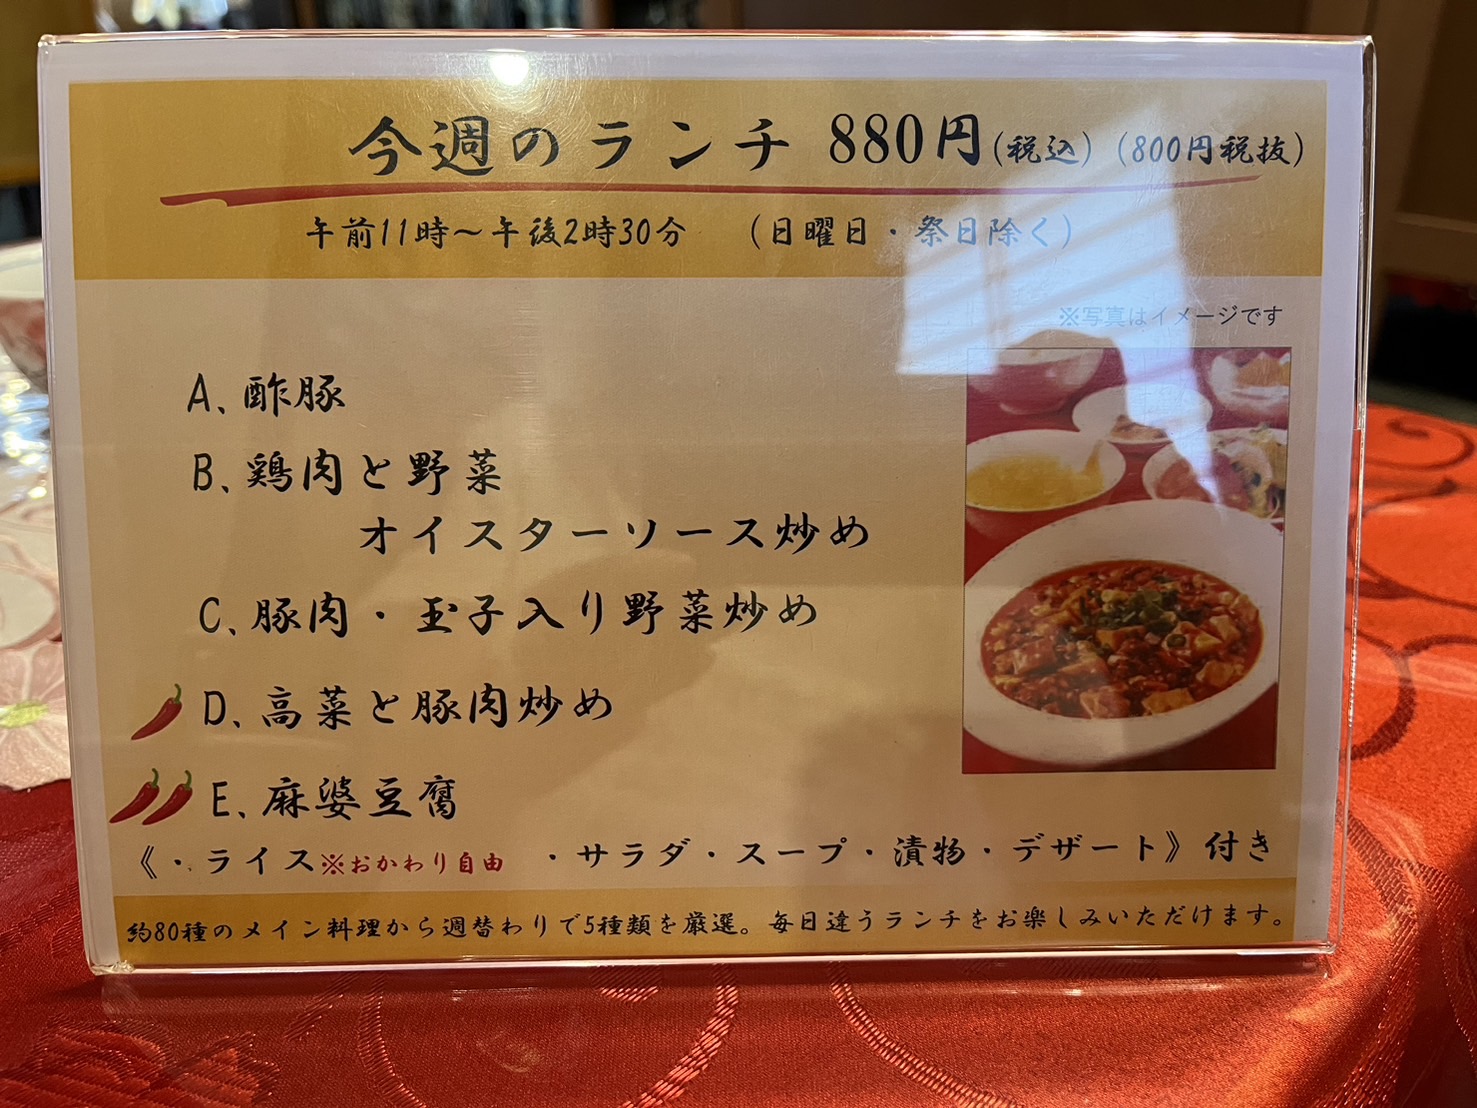 今週のランチ 880円(税込)(800円税抜)
午前11時〜午後2時30分 (日曜日・祭日除く)
※写真はイメージです
A、酢豚
B、鶏肉と野菜
オイスターソース炒め
C、豚肉・玉子入り野菜炒め
D、高菜と豚肉炒め
E、麻婆豆腐
《・ライス※おかわり自由 ・サラダ・スープ・漬物・デザート》付き
約80種のメイン料理から週替わりで5種類を厳選。毎日違うランチをお楽しみいただけます。